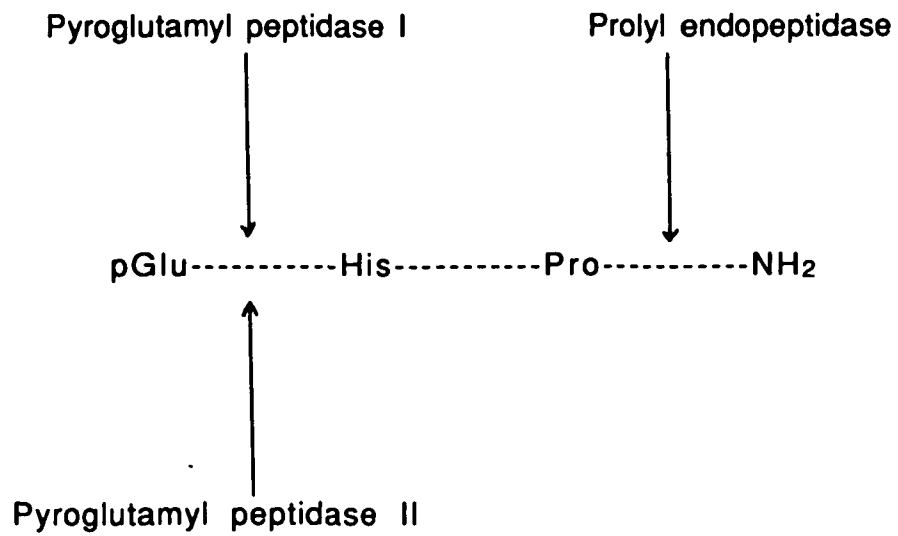 Pyroglutamyl peptidase I Prolyl endopeptidase
pGlu-----------His-----------Pro-----------NH2
Pyroglutamyl peptidase II